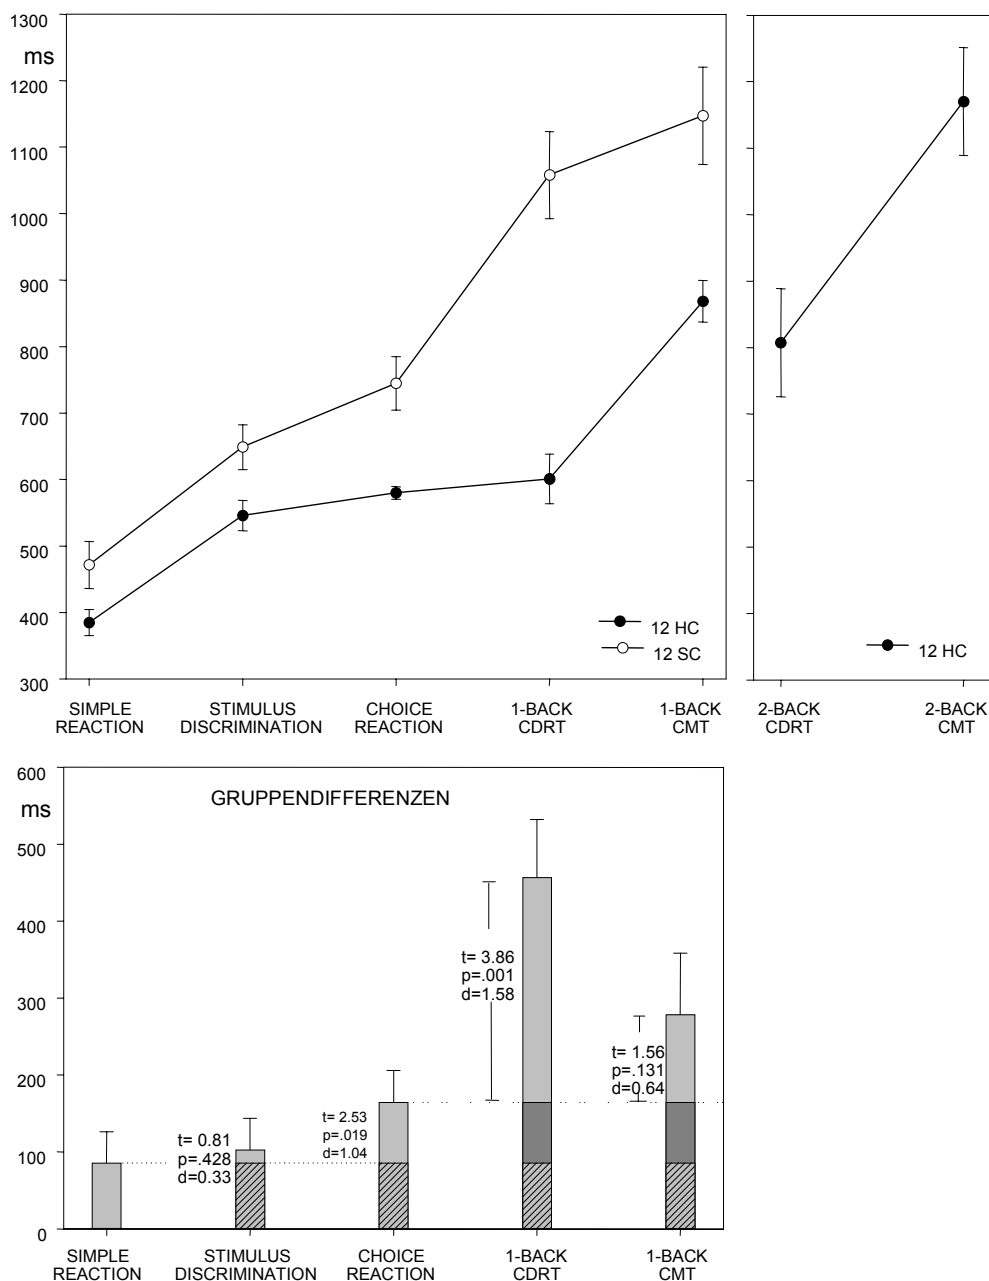 1300
ms
1200
1100
1000
900
800
700
600
500
400
300
12 HC
12 SC
12 HC
SIMPLE
REACTION
STIMULUS
DISCRIMINATION
CHOICE
REACTION
1-BACK
CDRT
1-BACK
CMT
2-BACK
CDRT
2-BACK
CMT
GRUPPENDIFFERENZEN
600
ms
500
400
300
200
100
0
t= 0.81
p=.428
d=0.33
t= 2.53
p=.019
d=1.04
t= 3.86
p=.001
d=1.58
t= 1.56
p=.131
d=0.64
SIMPLE
REACTION
STIMULUS
DISCRIMINATION
CHOICE
REACTION
1-BACK
CDRT
1-BACK
CMT